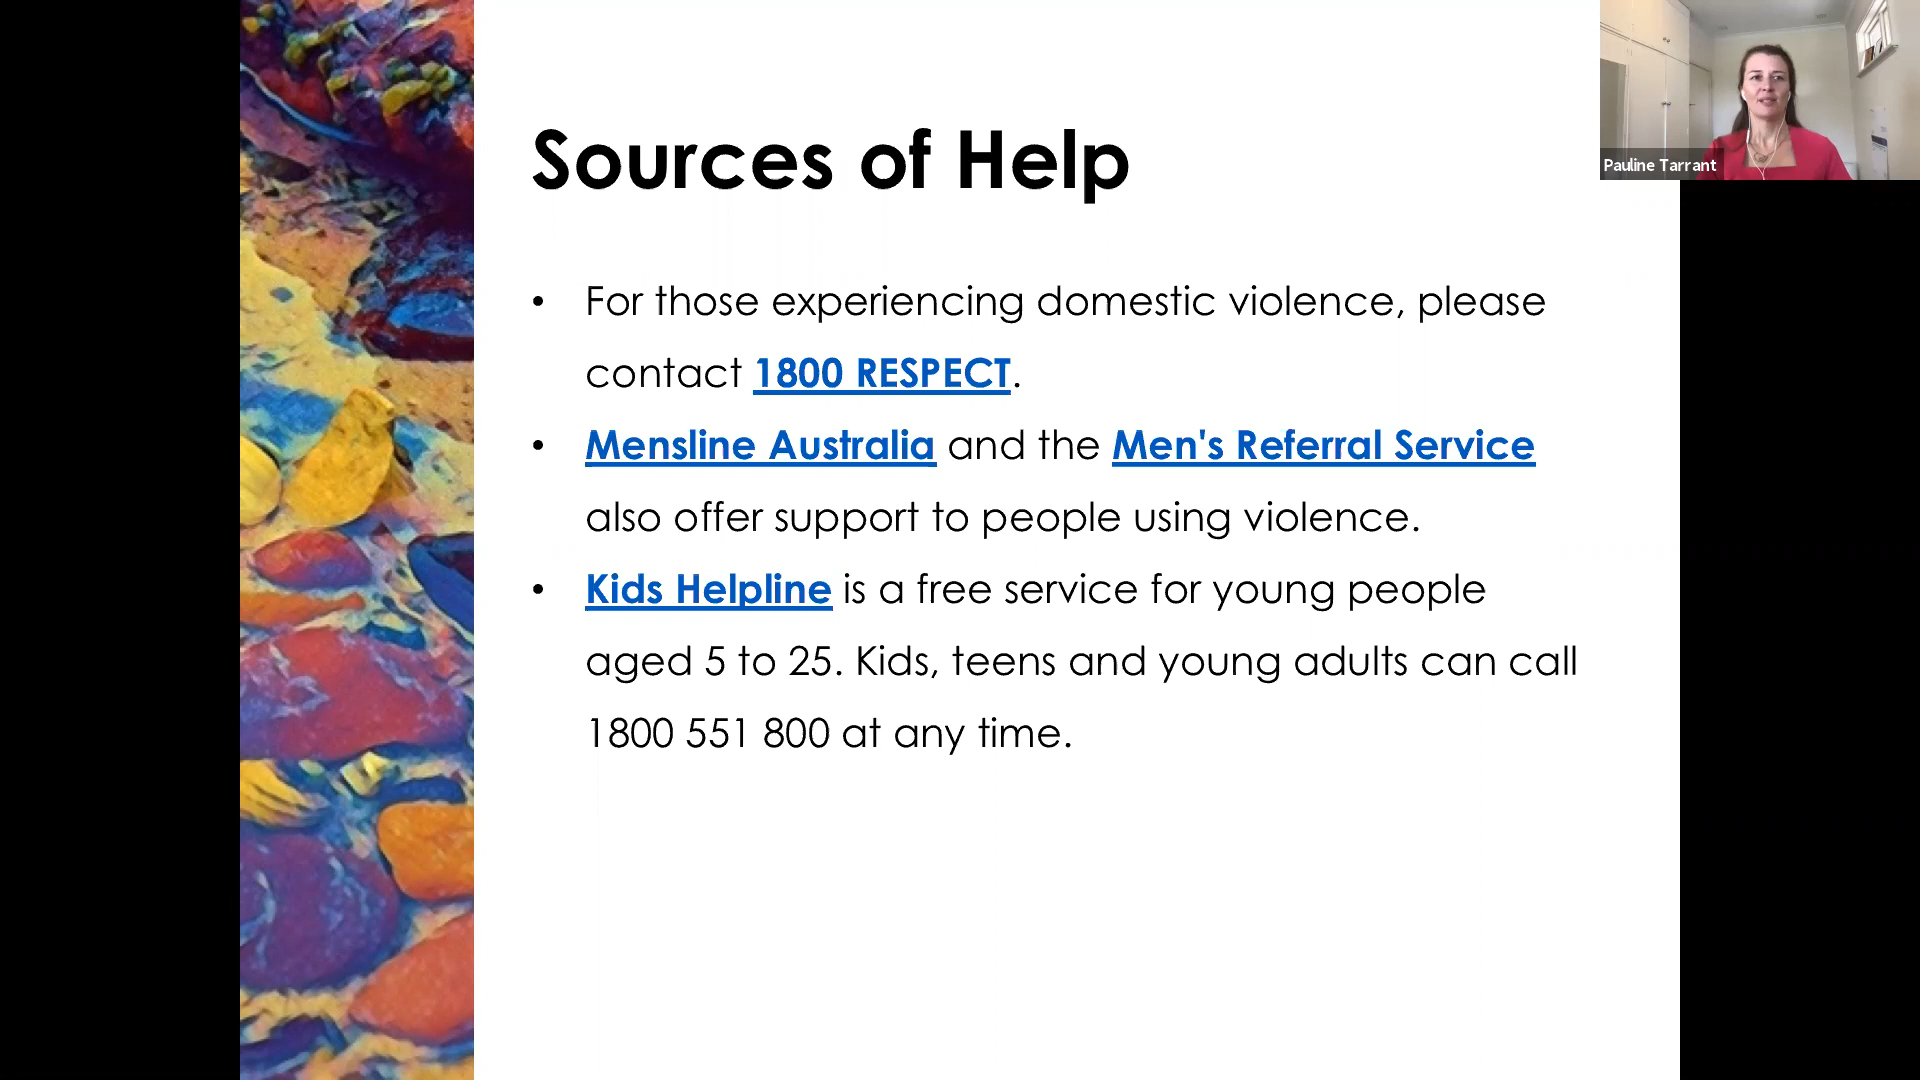 Sources of Help
• For those experiencing domestic violence, please
contact 1800 RESPECT.
• Mensline Australia and the Men's Referral Service
also offer support to people using violence.
• Kids Helpline is a free service for young people
aged 5 to 25. Kids, teens and young adults can call
1800 551 800 at any time.
Pauline Tarrant